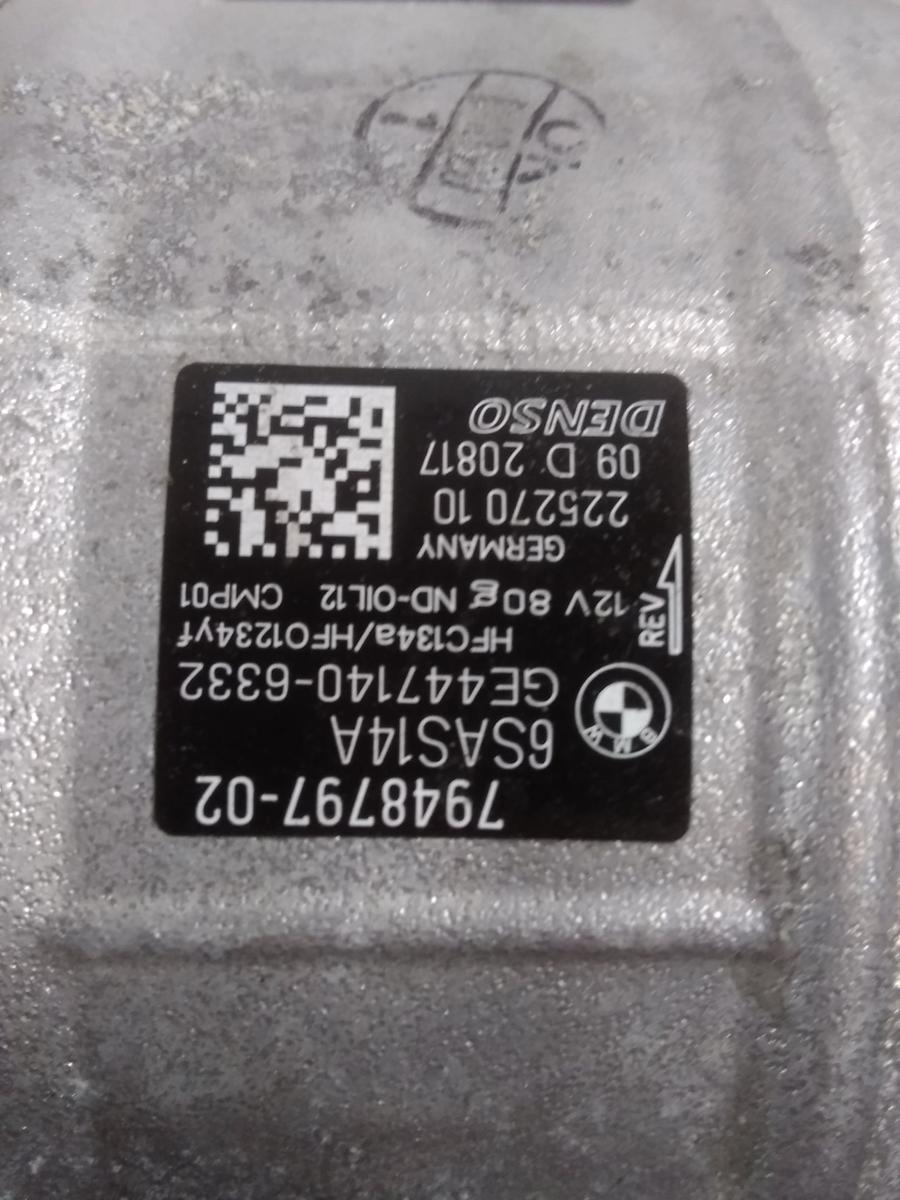 7948797-02
6SAS14A
BMW
GE447140-6332
HFC134a/HFO1234yf
REV
12V 80g ND-OIL12 CMP01
GERMANY
225270 10
09 D 20817
DENSO